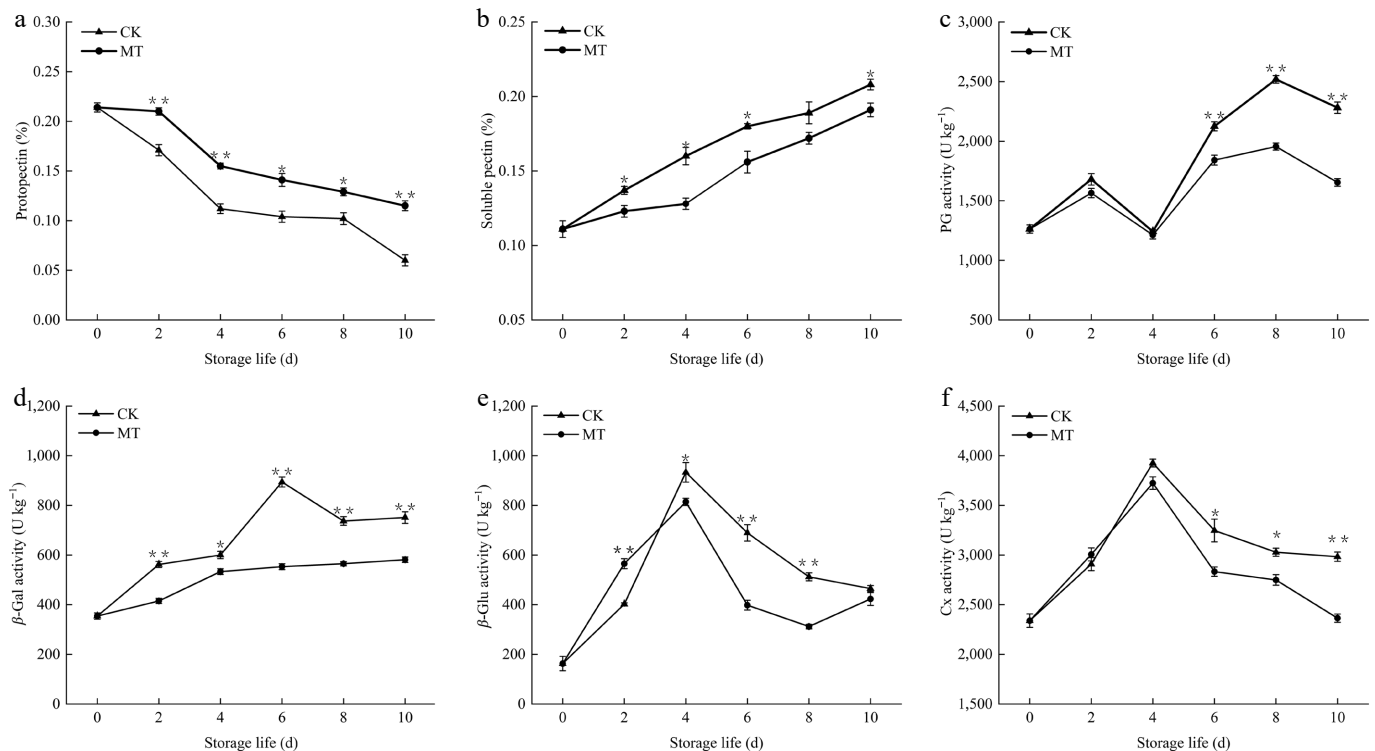 a
0.30
0.25
0.20
0.15
0.10
0.05
0.00
Protopectin (%)
CK
MT
**
**
*
*
**
0 2 4 6 8 10
Storage life (d)
b
0.25
0.20
0.15
0.10
0.05
Soluble pectin (%)
CK
MT
*
*
*
*
0 2 4 6 8 10
Storage life (d)
c
3,000
2,500
2,000
1,500
1,000
500
PG activity (U kg⁻¹)
CK
MT
**
**
**
0 2 4 6 8 10
Storage life (d)
d
1,200
1,000
800
600
400
200
0
β-Gal activity (U kg⁻¹)
CK
MT
**
*
**
**
**
0 2 4 6 8 10
Storage life (d)
e
1,200
1,000
800
600
400
200
0
β-Glu activity (U kg⁻¹)
CK
MT
**
*
**
**
0 2 4 6 8 10
Storage life (d)
f
4,500
4,000
3,500
3,000
2,500
2,000
1,500
Cx activity (U kg⁻¹)
CK
MT
*
*
**
0 2 4 6 8 10
Storage life (d)